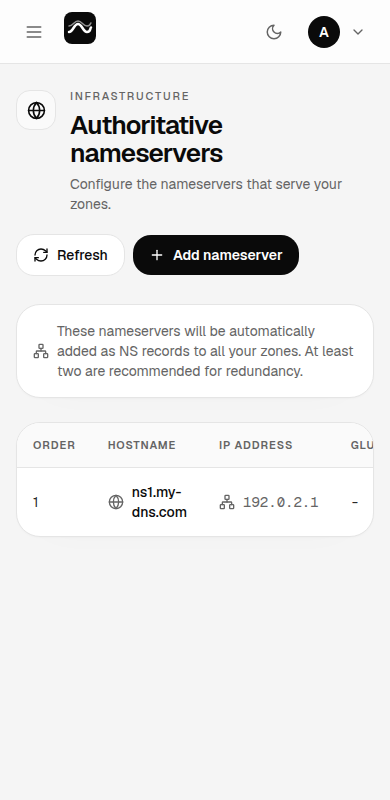 A
INFRASTRUCTURE
Authoritative
nameservers
Configure the nameservers that serve your
zones.
Refresh
Add nameserver
These nameservers will be automatically
added as NS records to all your zones. At least
two are recommended for redundancy.
ORDER HOSTNAME IP ADDRESS GLU
1 ns1.my-
dns.com 192.0.2.1 -